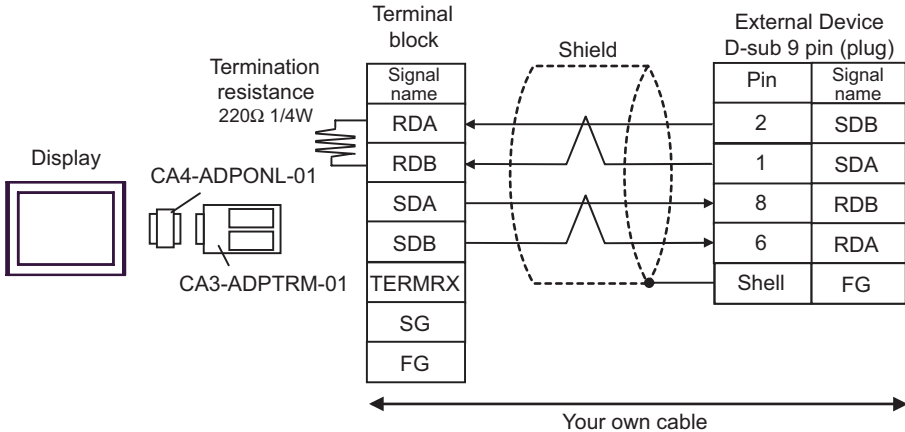 Terminal
block
External Device
D-sub 9 pin (plug)
Shield
Termination
resistance
220Ω 1/4W
Signal
name
Pin
Signal
name
RDA
2
SDB
Display
RDB
1
SDA
CA4-ADPONL-01
SDA
8
RDB
SDB
6
RDA
CA3-ADPTRM-01
TERMRX
Shell
FG
SG
FG
Your own cable